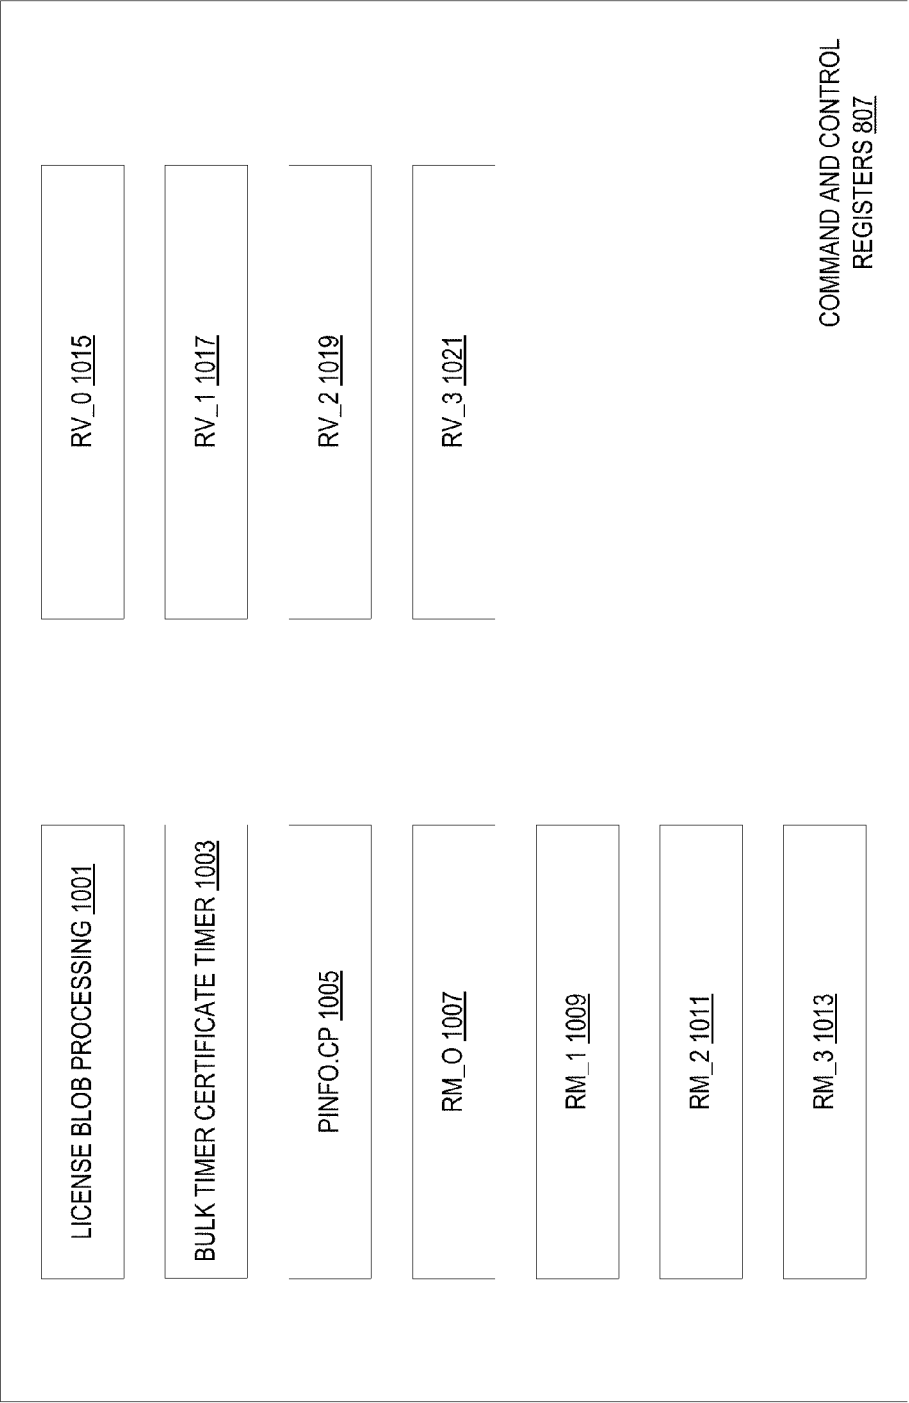 LICENSE BLOB PROCESSING 1001
BULK TIMER CERTIFICATE TIMER 1003
PINFO.CP 1005
RM_O 1007
RM_1 1009
RM_2 1011
RM_3 1013
RV_0 1015
RV_1 1017
RV_2 1019
RV_3 1021
COMMAND AND CONTROL
REGISTERS 807